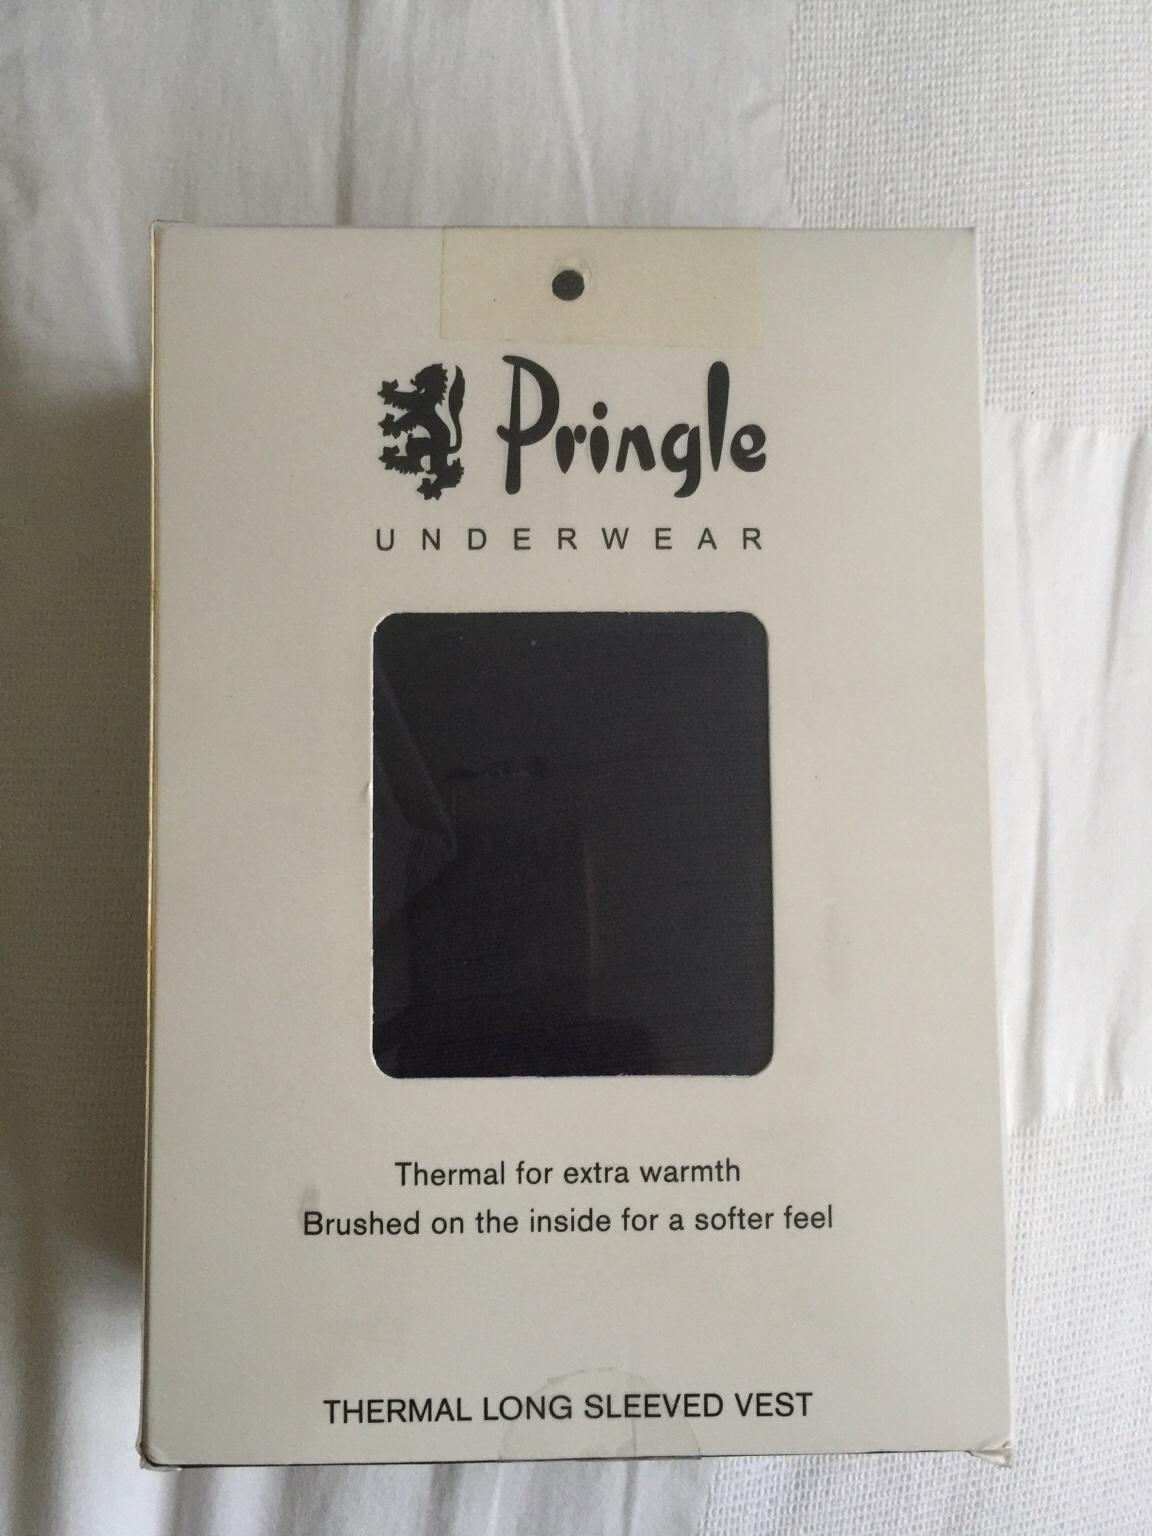 Pringle
UNDERWEAR
Thermal for extra warmth
Brushed on the inside for a softer feel
THERMAL LONG SLEEVED VEST